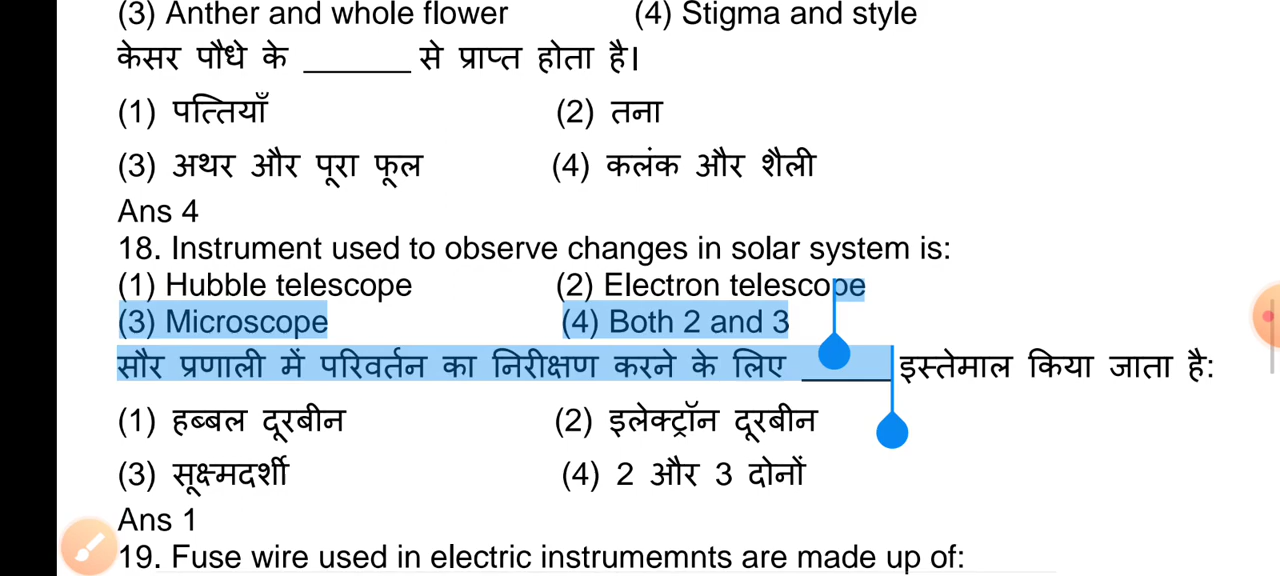 (3) Anther and whole flower (4) Stigma and style
केसर पौधे के _______ से प्राप्त होता है।
(1) पत्तियाँ (2) तना
(3) अथर और पूरा फूल (4) कलंक और शैली
Ans 4
18. Instrument used to observe changes in solar system is:
(1) Hubble telescope (2) Electron telescope
(3) Microscope (4) Both 2 and 3
सौर प्रणाली में परिवर्तन का निरीक्षण करने के लिए ______ इस्तेमाल किया जाता है:
(1) हब्बल दूरबीन (2) इलेक्ट्रॉन दूरबीन
(3) सूक्ष्मदर्शी (4) 2 और 3 दोनों
Ans 1
19. Fuse wire used in electric instrumemnts are made up of: